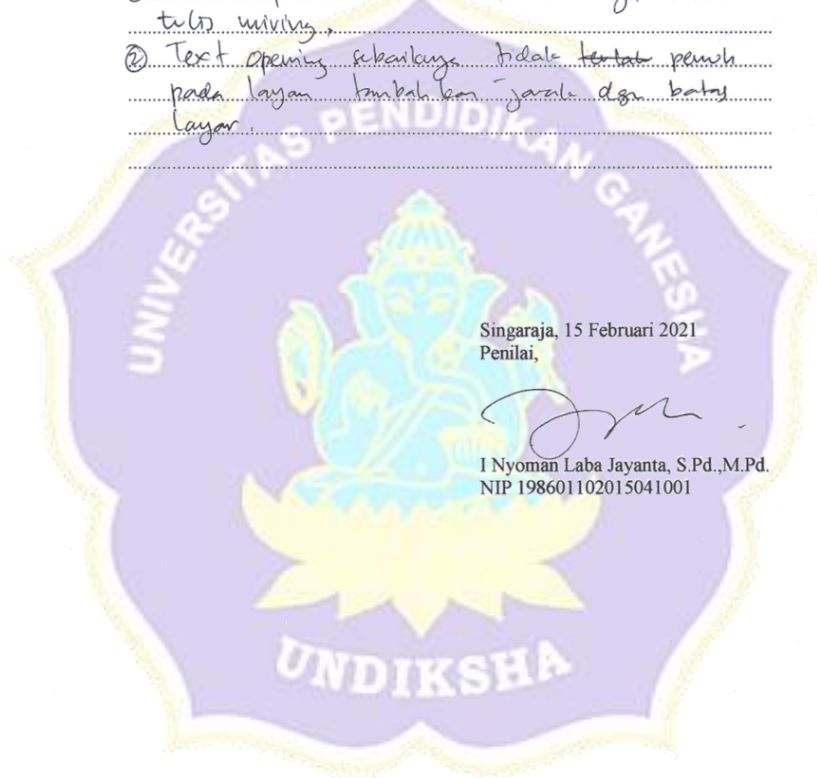 tulis miring.
② Text opening sebaiknya tidak terlalu penuh
pada layar tambahkan jarak dgn batas
layar.
UNIVERSITAS PENDIDIKAN GANESHA
Singaraja, 15 Februari 2021
Penilai,
I Nyoman Laba Jayanta, S.Pd.,M.Pd.
NIP 198601102015041001
UNDIKSHA